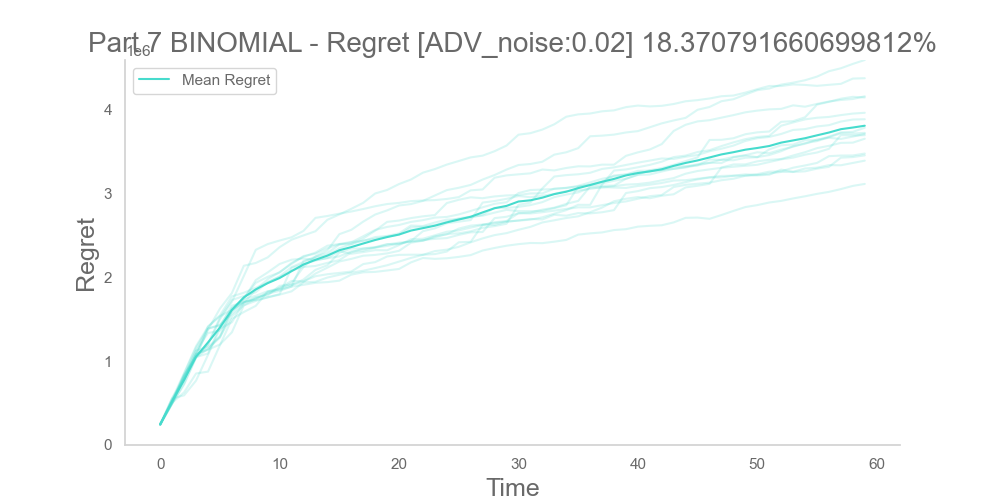 Part 7 BINOMIAL - Regret [ADV_noise:0.02] 18.370791660699812%
1e6
Mean Regret
4
3
2
1
0
Regret
0 10 20 30 40 50 60
Time